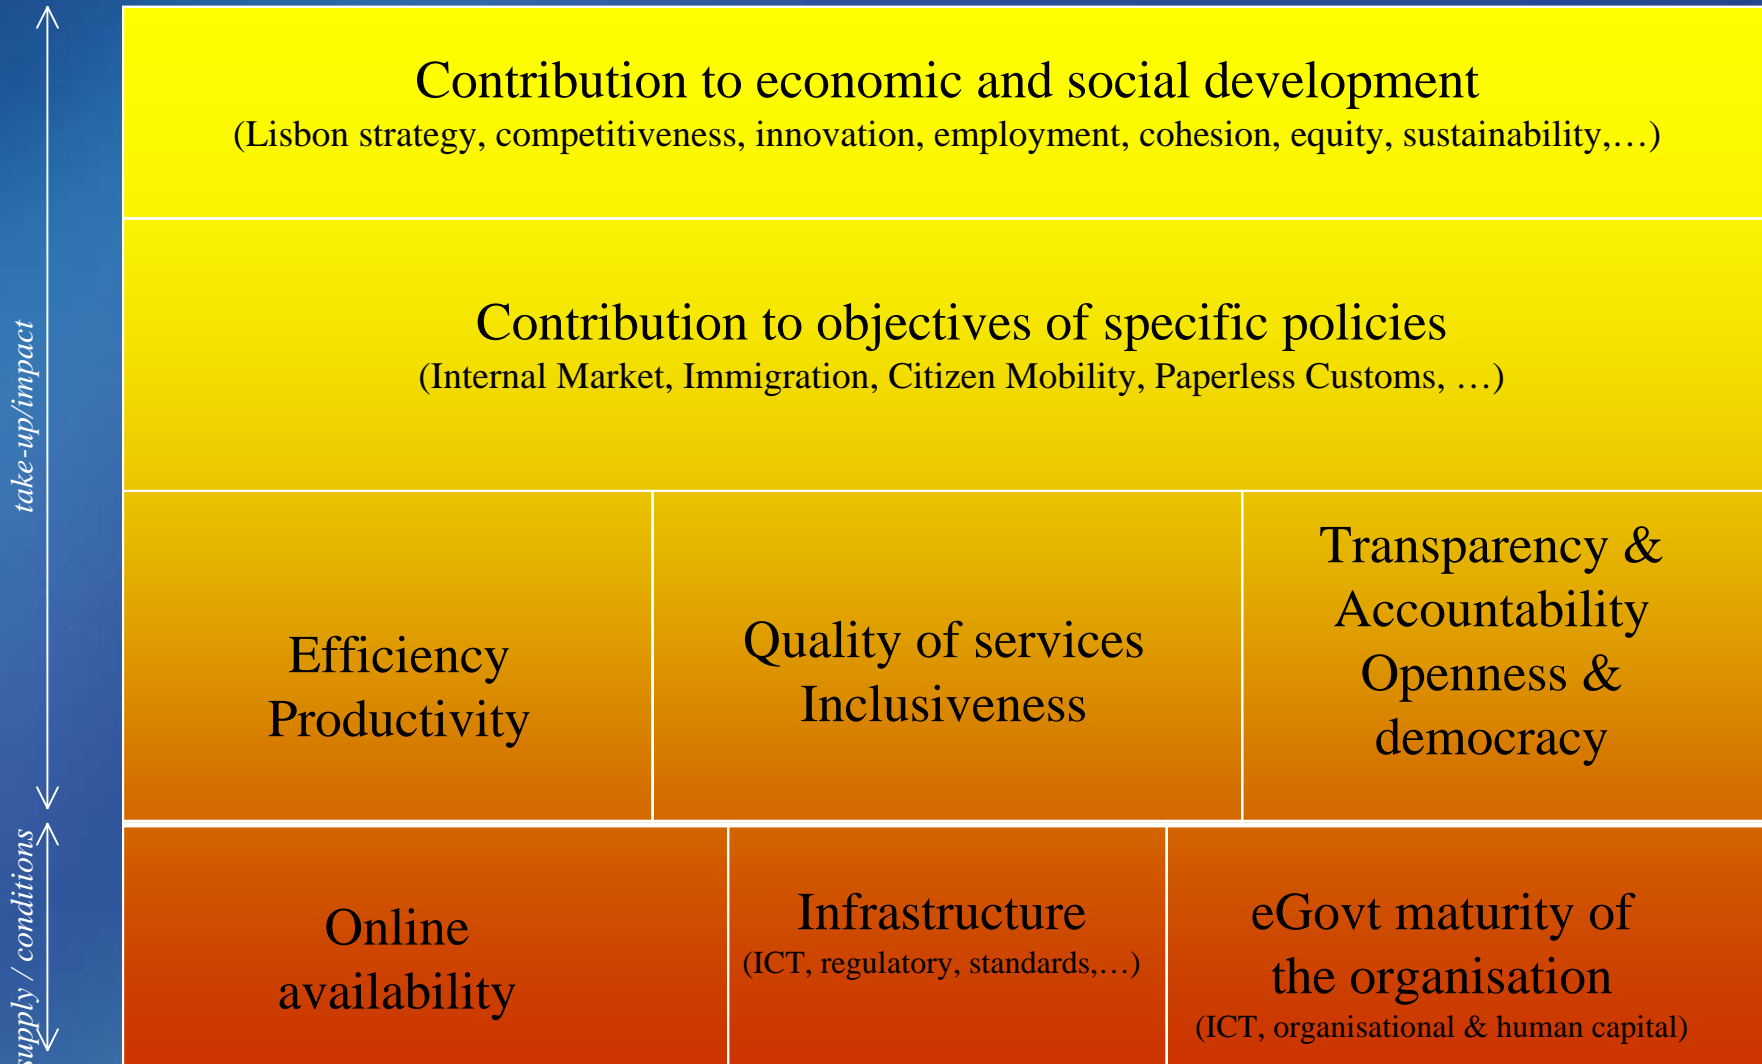 Contribution to economic and social development
(Lisbon strategy, competitiveness, innovation, employment, cohesion, equity, sustainability,…)
take-up/impact
Contribution to objectives of specific policies
(Internal Market, Immigration, Citizen Mobility, Paperless Customs, …)
Efficiency
Productivity
Quality of services
Inclusiveness
Transparency &
Accountability
Openness &
democracy
supply / conditions
Online
availability
Infrastructure
(ICT, regulatory, standards,…)
eGovt maturity of
the organisation
(ICT, organisational & human capital)